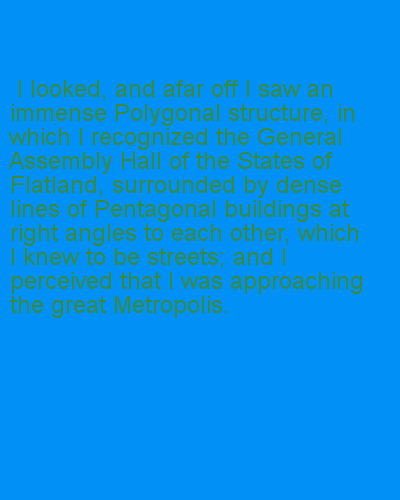 I looked, and afar off I saw an
immense Polygonal structure, in
which I recognized the General
Assembly Hall of the States of
Flatland, surrounded by dense
lines of Pentagonal buildings at
right angles to each other, which
I knew to be streets; and I
perceived that I was approaching
the great Metropolis.